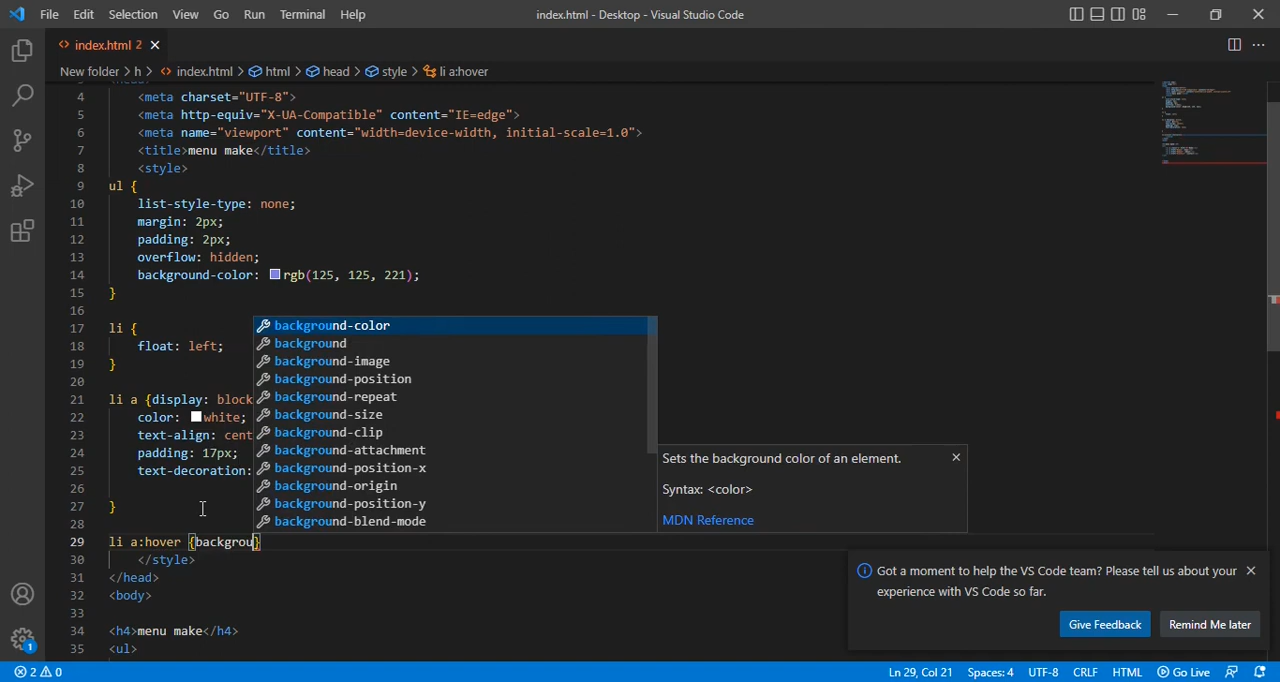 File Edit Selection View Go Run Terminal Help
index.html - Desktop - Visual Studio Code
index.html 2
New folder > h > index.html > html > head > style > li a:hover
4 <meta charset="UTF-8">
5 <meta http-equiv="X-UA-Compatible" content="IE=edge">
6 <meta name="viewport" content="width=device-width, initial-scale=1.0">
7 <title>menu make</title>
8 <style>
9 ul {
10 list-style-type: none;
11 margin: 2px;
12 padding: 2px;
13 overflow: hidden;
14 background-color: rgb(125, 125, 221);
15 }
16
17 li {
18 float: left;
19 }
20
21 li a {display: block
22 color: white;
23 text-align: cent
24 padding: 17px;
25 text-decoration:
26
27 }
28
29 li a:hover {backgrou}
30 </style>
31 </head>
32 <body>
33
34 <h4>menu make</h4>
35 <ul>
background-color
background
background-image
background-position
background-repeat
background-size
background-clip
background-attachment
background-position-x
background-origin
background-position-y
background-blend-mode
Sets the background color of an element.
Syntax: <color>
MDN Reference
Got a moment to help the VS Code team? Please tell us about your
experience with VS Code so far.
Give Feedback Remind Me later
1
2 0
Ln 29, Col 21 Spaces: 4 UTF-8 CRLF HTML Go Live